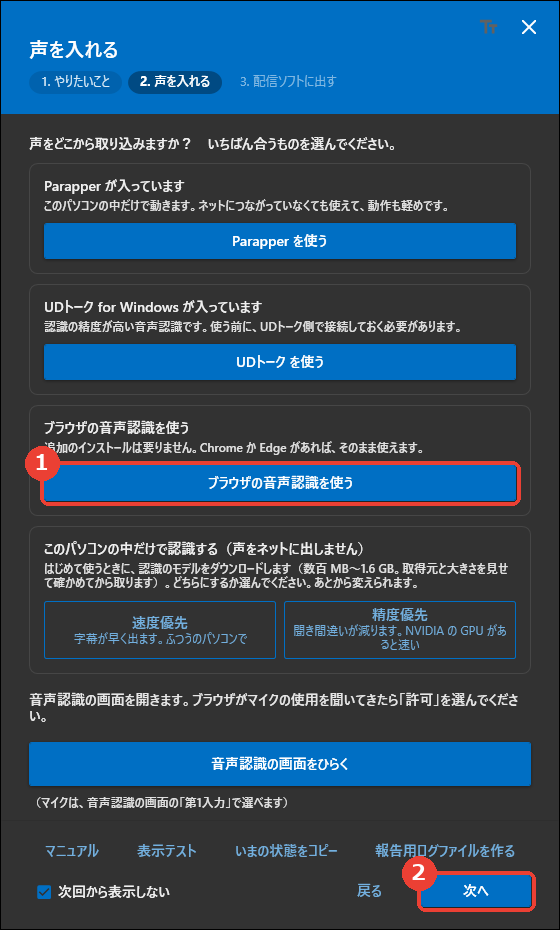 Tт
声を入れる
1. やりたいこと
2. 声を入れる
3. 配信ソフトに出す
声をどこから取り込みますか？　いちばん合うものを選んでください。
Parapper が入っています
このパソコンの中だけで動きます。ネットにつながっていなくても使えて、動作も軽めです。
Parapper を使う
UDトーク for Windows が入っています
認識の精度が高い音声認識です。使う前に、UDトーク側で接続しておく必要があります。
UDトーク を使う
ブラウザの音声認識を使う
追加のインストールは要りません。Chrome か Edge があれば、そのまま使えます。
1
ブラウザの音声認識を使う
このパソコンの中だけで認識する（声をネットに出しません）
はじめて使うときに、認識のモデルをダウンロードします（数百 MB～1.6 GB。取得元と大きさを見せ
て確かめてから取ります）。どちらにするか選んでください。あとから変えられます。
速度優先
字幕が早く出ます。ふつうのパソコンで
精度優先
聞き間違いが減ります。NVIDIA の GPU があ
ると速い
音声認識の画面を開きます。ブラウザがマイクの使用を聞いてきたら「許可」を選んでくださ
い。
音声認識の画面をひらく
（マイクは、音声認識の画面の「第1入力」で選べます）
マニュアル
表示テスト
いまの状態をコピー
報告用ログファイルを作る
2
次回から表示しない
戻る
次へ